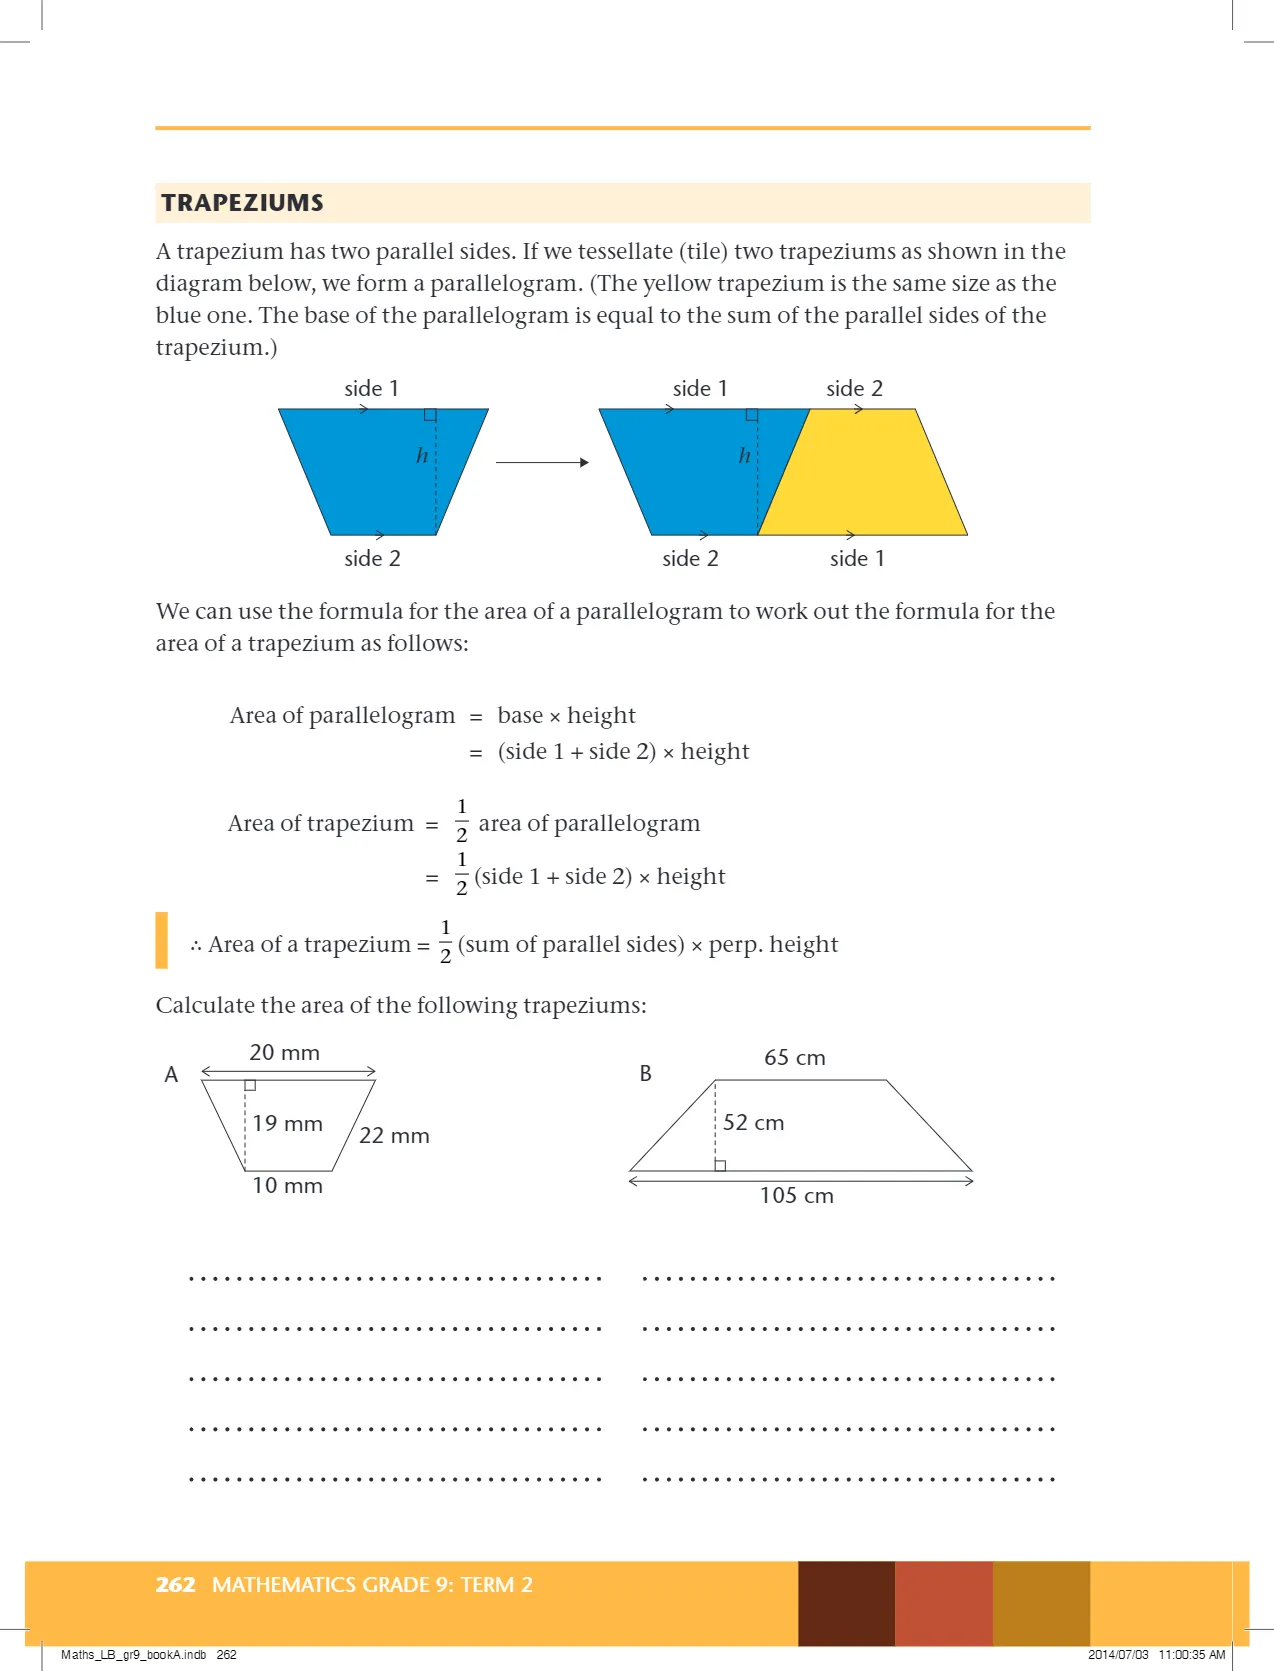 TRAPEZIUMS
A trapezium has two parallel sides. If we tessellate (tile) two trapeziums as shown in the
diagram below, we form a parallelogram. (The yellow trapezium is the same size as the
blue one. The base of the parallelogram is equal to the sum of the parallel sides of the
trapezium.)
side 1 side 1 side 2
h h
side 2 side 2 side 1
We can use the formula for the area of a parallelogram to work out the formula for the
area of a trapezium as follows:
Area of parallelogram = base × height
= (side 1 + side 2) × height
Area of trapezium = 1/2 area of parallelogram
= 1/2 (side 1 + side 2) × height
∴ Area of a trapezium = 1/2 (sum of parallel sides) × perp. height
Calculate the area of the following trapeziums:
A 20 mm
19 mm
22 mm
10 mm
B 65 cm
52 cm
105 cm
262 MATHEMATICS GRADE 9: TERM 2
Maths_LB_gr9_bookA.indb 262 2014/07/03 11:00:35 AM